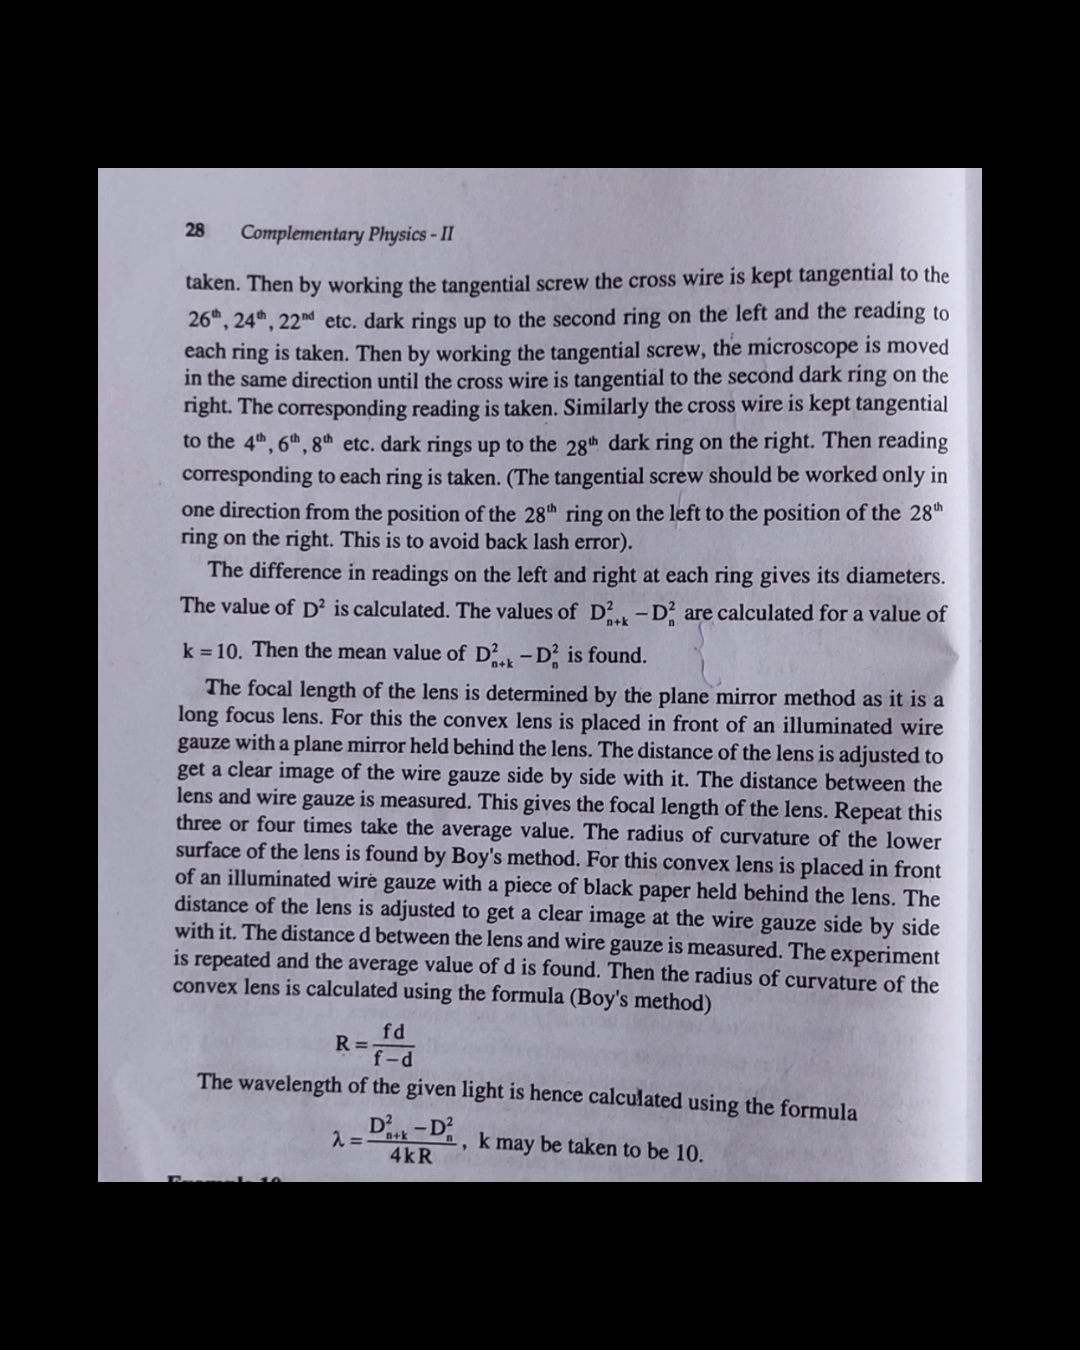 28 Complementary Physics - II
taken. Then by working the tangential screw the cross wire is kept tangential to the
26th, 24th, 22nd etc. dark rings up to the second ring on the left and the reading to
each ring is taken. Then by working the tangential screw, the microscope is moved
in the same direction until the cross wire is tangential to the second dark ring on the
right. The corresponding reading is taken. Similarly the cross wire is kept tangential
to the 4th, 6th, 8th etc. dark rings up to the 28th dark ring on the right. Then reading
corresponding to each ring is taken. (The tangential screw should be worked only in
one direction from the position of the 28th ring on the left to the position of the 28th
ring on the right. This is to avoid back lash error).
The difference in readings on the left and right at each ring gives its diameters.
The value of D² is calculated. The values of D²ₙ₊ₖ − D²ₙ are calculated for a value of
k = 10. Then the mean value of D²ₙ₊ₖ − D²ₙ is found.
The focal length of the lens is determined by the plane mirror method as it is a
long focus lens. For this the convex lens is placed in front of an illuminated wire
gauze with a plane mirror held behind the lens. The distance of the lens is adjusted to
get a clear image of the wire gauze side by side with it. The distance between the
lens and wire gauze is measured. This gives the focal length of the lens. Repeat this
three or four times take the average value. The radius of curvature of the lower
surface of the lens is found by Boy's method. For this convex lens is placed in front
of an illuminated wire gauze with a piece of black paper held behind the lens. The
distance of the lens is adjusted to get a clear image at the wire gauze side by side
with it. The distance d between the lens and wire gauze is measured. The experiment
is repeated and the average value of d is found. Then the radius of curvature of the
convex lens is calculated using the formula (Boy's method)
R = fd / f − d
The wavelength of the given light is hence calculated using the formula
λ = D²ₙ₊ₖ − D²ₙ / 4kR , k may be taken to be 10.